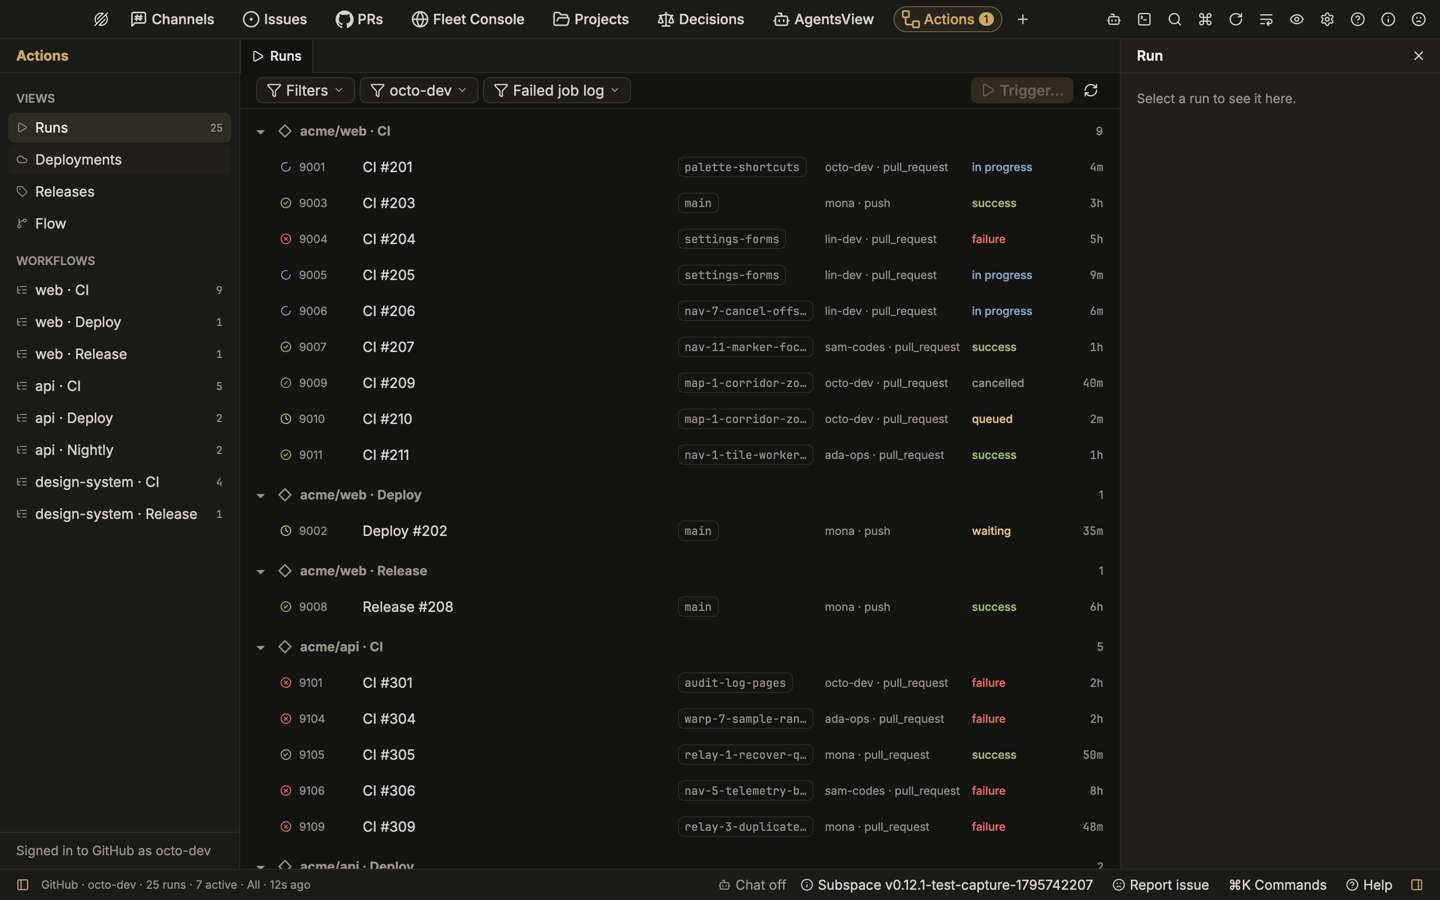 Channels Issues PRs Fleet Console Projects Decisions AgentsView Actions 1
Actions
Runs
Run
VIEWS
Runs 25
Deployments
Releases
Flow
WORKFLOWS
web · CI 9
web · Deploy 1
web · Release 1
api · CI 5
api · Deploy 2
api · Nightly 2
design-system · CI 4
design-system · Release 1
Signed in to GitHub as octo-dev
Filters octo-dev Failed job log Trigger...
acme/web · CI 9
9001 CI #201 palette-shortcuts octo-dev · pull_request in progress 4m
9003 CI #203 main mona · push success 3h
9004 CI #204 settings-forms lin-dev · pull_request failure 5h
9005 CI #205 settings-forms lin-dev · pull_request in progress 9m
9006 CI #206 nav-7-cancel-offs… lin-dev · pull_request in progress 6m
9007 CI #207 nav-11-marker-foc… sam-codes · pull_request success 1h
9009 CI #209 map-1-corridor-zo… octo-dev · pull_request cancelled 40m
9010 CI #210 map-1-corridor-zo… octo-dev · pull_request queued 2m
9011 CI #211 nav-1-tile-worker… ada-ops · pull_request success 1h
acme/web · Deploy 1
9002 Deploy #202 main mona · push waiting 35m
acme/web · Release 1
9008 Release #208 main mona · push success 6h
acme/api · CI 5
9101 CI #301 audit-log-pages octo-dev · pull_request failure 2h
9104 CI #304 warp-7-sample-ran… ada-ops · pull_request failure 2h
9105 CI #305 relay-1-recover-q… mona · pull_request success 50m
9106 CI #306 nav-5-telemetry-b… sam-codes · pull_request failure 8h
9109 CI #309 relay-3-duplicate… mona · pull_request failure 48m
acme/api · Deploy 2
Select a run to see it here.
GitHub · octo-dev · 25 runs · 7 active · All · 12s ago
Chat off Subspace v0.12.1-test-capture-1795742207 Report issue ⌘K Commands Help